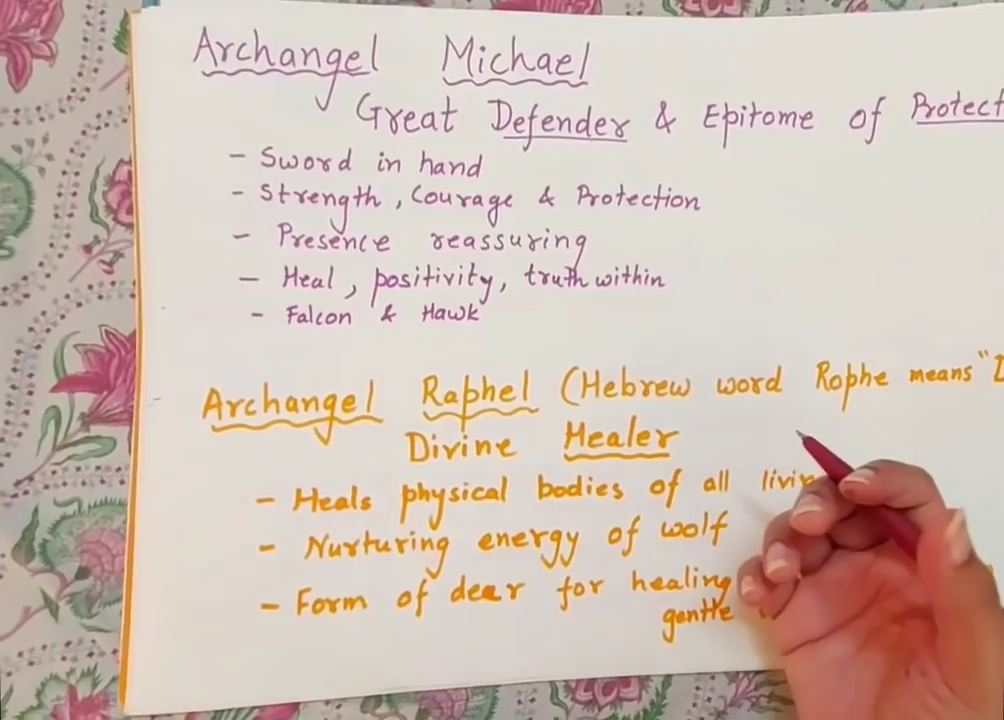 Archangel Michael
Great Defender & Epitome of Protect
- Sword in hand
- Strength, Courage & Protection
- Presence reassuring
- Heal, positivity, truth within
- Falcon & Hawk
Archangel Raphel (Hebrew word Rophe means "
Divine Healer
- Heals physical bodies of all livin
- Nurturing energy of wolf
- Form of dear for healing
gentle